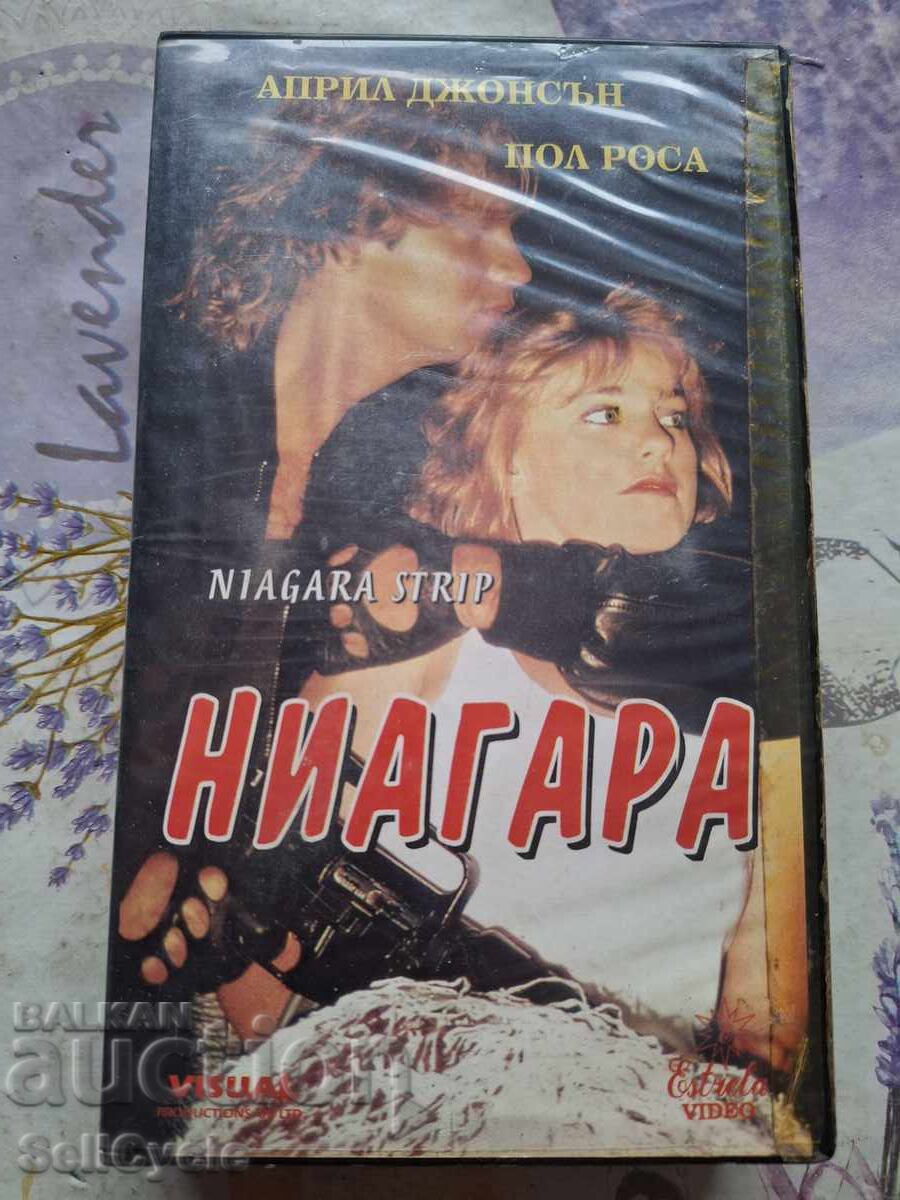 АПРИЛ ДЖОНСЪН
ПОЛ РОСА
Lavender
NIAGARA STRIP
НИАГАРА
BALKAN
auction
VISUAL
Estrela
VIDEO
SellCycle